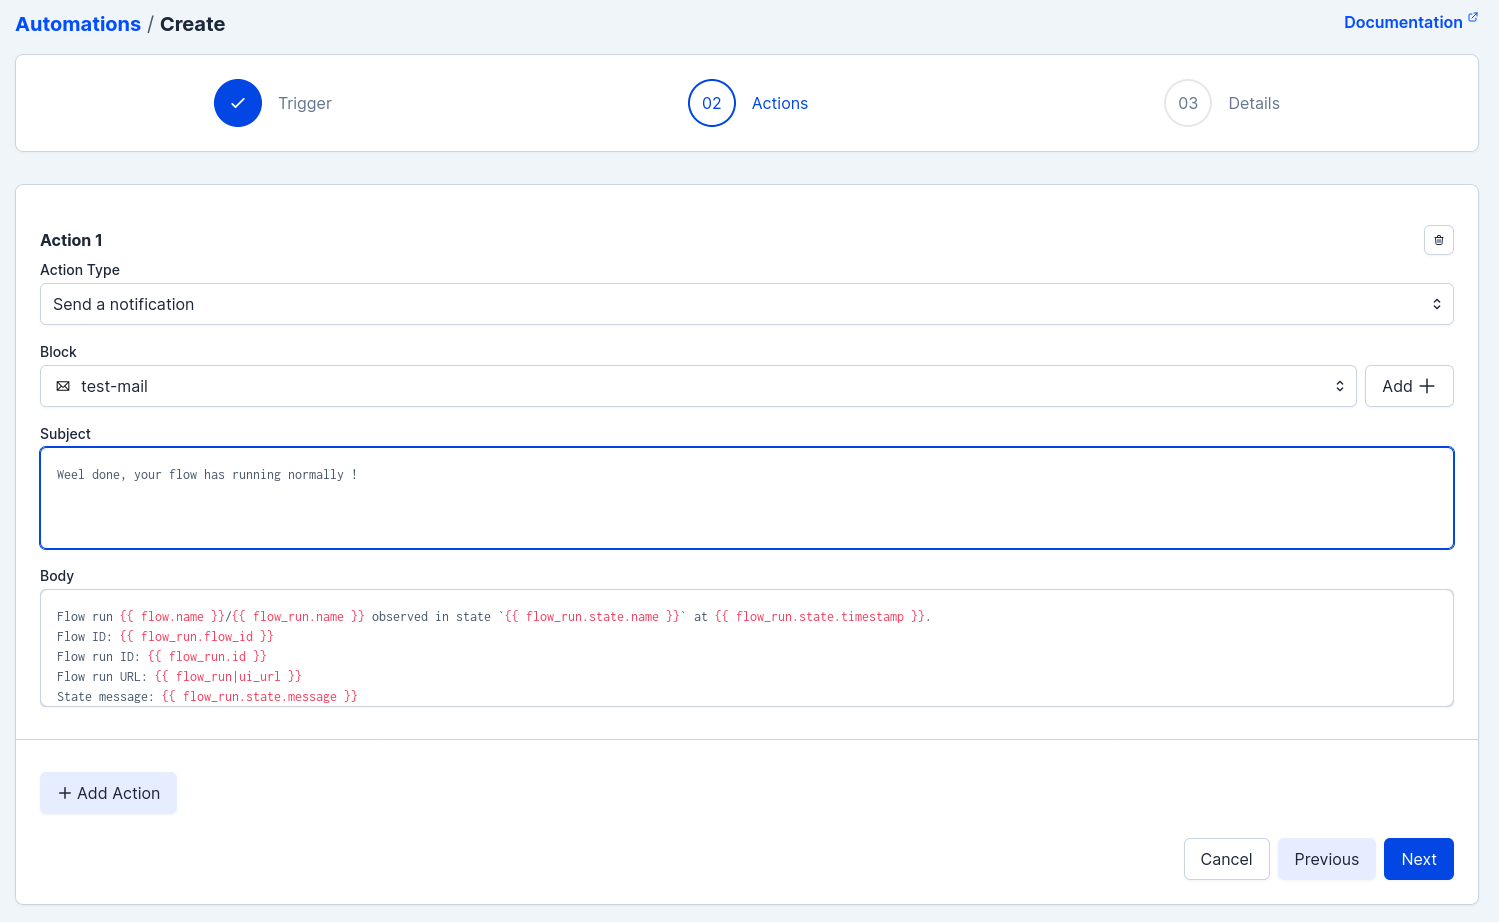 Automations / Create
Documentation
Trigger
02 Actions
03 Details
Action 1
Action Type
Send a notification
Block
test-mail
Add
Subject
Weel done, your flow has running normally !
Body
Flow run {{ flow.name }}/{{ flow_run.name }} observed in state `{{ flow_run.state.name }}` at {{ flow_run.state.timestamp }}.
Flow ID: {{ flow_run.flow_id }}
Flow run ID: {{ flow_run.id }}
Flow run URL: {{ flow_run|ui_url }}
State message: {{ flow_run.state.message }}
+ Add Action
Cancel
Previous
Next